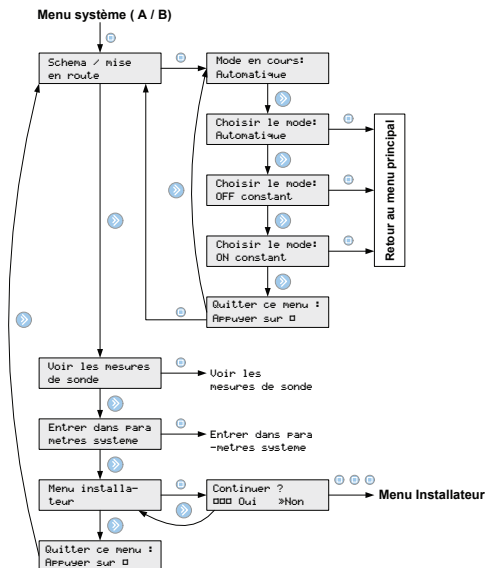 Menu système ( A / B)
Schema / mise
en route
Mode en cours:
Automatique
Choisir le mode:
Automatique
Choisir le mode:
OFF constant
Choisir le mode:
ON constant
Quitter ce menu :
Appuyer sur ¤
Retour au menu principal
Voir les mesures
de sonde
Voir les
mesures de sonde
Entrer dans para
metres systeme
Entrer dans para
-metres systeme
Menu installa-
teur
Continuer ?
¤¤¤ Oui »Non
Menu Installateur
Quitter ce menu :
Appuyer sur ¤